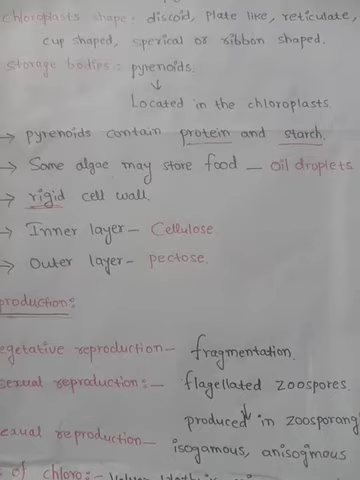 chloroplasts shape: discoid, plate like, reticulate,
cup shaped, sperical or ribbon shaped.
storage bodies: pyrenoids.
↓
Located in the chloroplasts.
→ pyrenoids contain protein and starch.
→ Some algae may store food — oil droplets
→ rigid cell wall.
→ Inner layer — Cellulose
→ Outer layer — pectose.
production:
egetative reproduction — fragmentation.
sexual reproduction: — flagellated zoospores.
↓
produced in zoosporang
exual reproduction — isogamous, anisogmous
of chloro: —